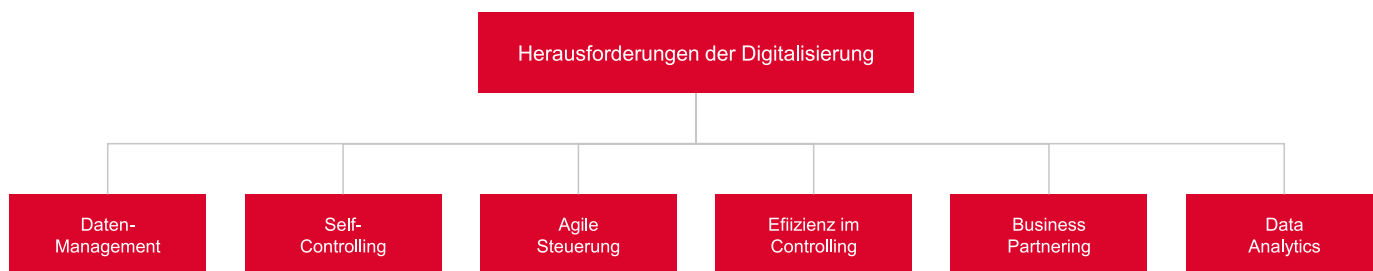 Herausforderungen der Digitalisierung
Daten-
Management
Self-
Controlling
Agile
Steuerung
Efiizienz im
Controlling
Business
Partnering
Data
Analytics